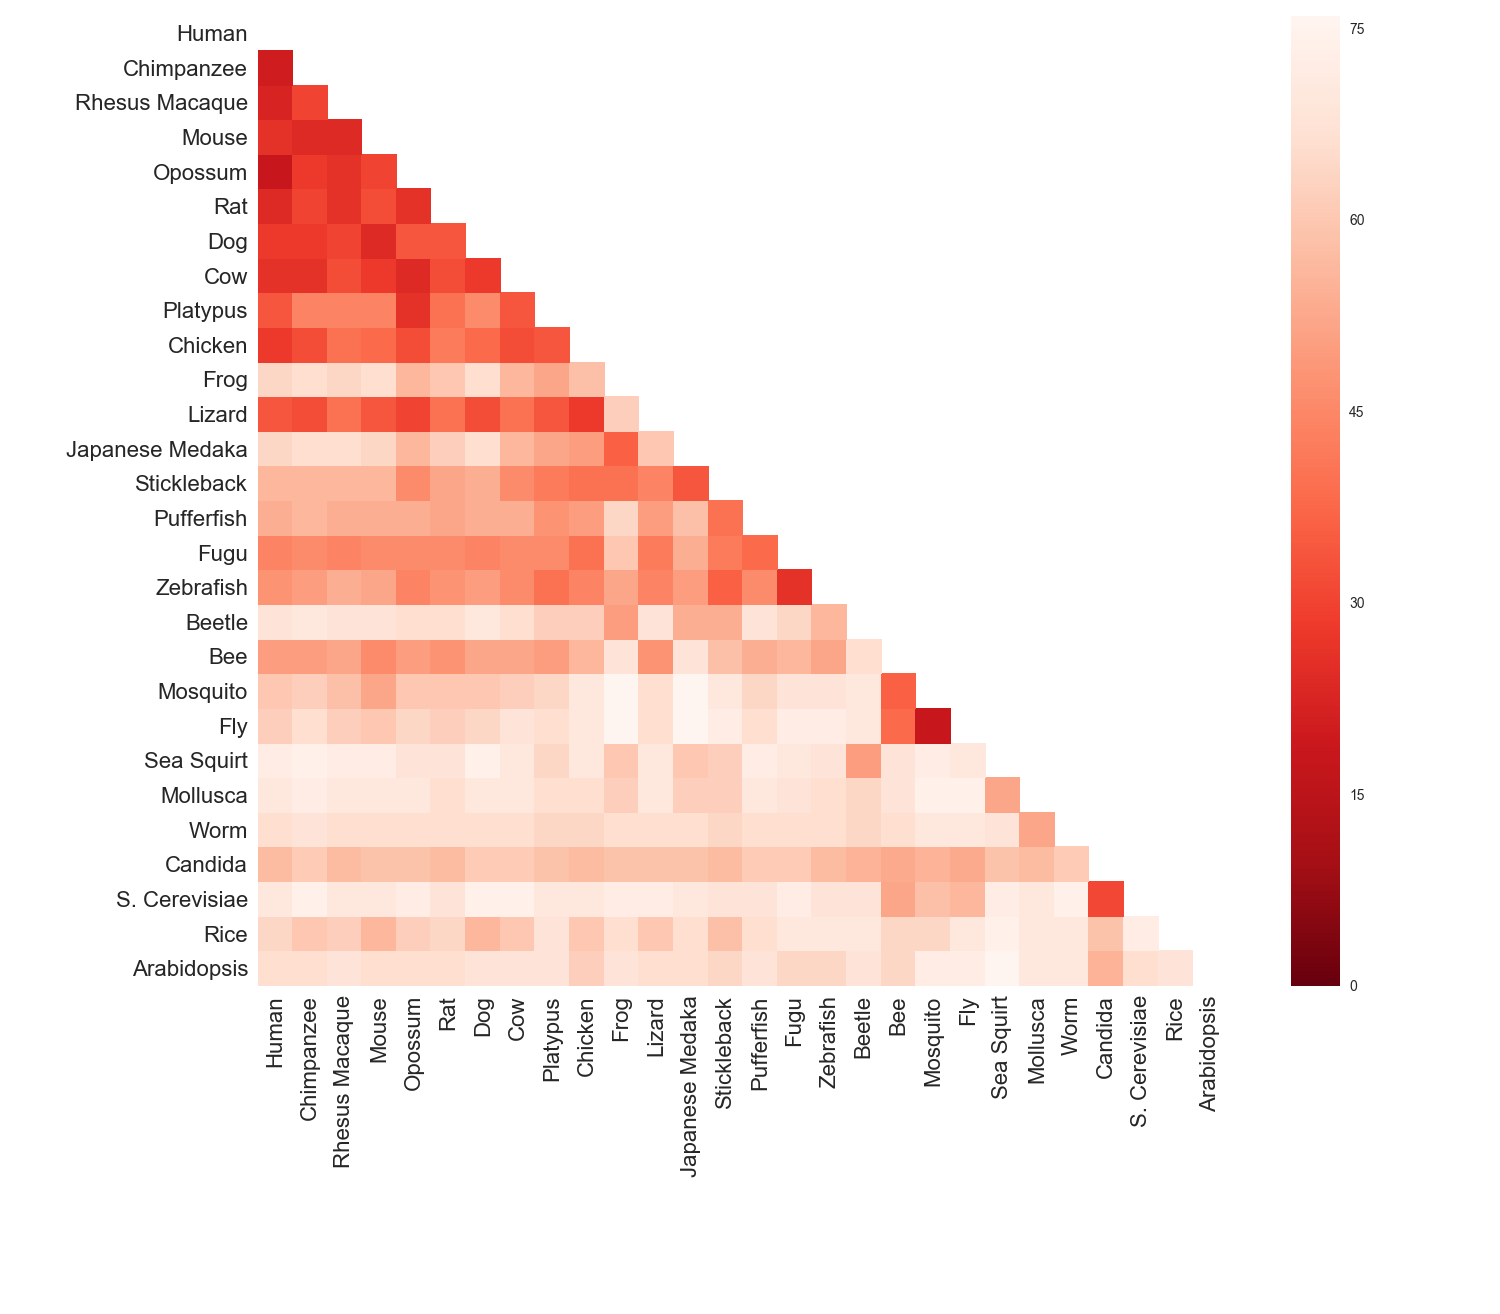 Human
Chimpanzee
Rhesus Macaque
Mouse
Opossum
Rat
Dog
Cow
Platypus
Chicken
Frog
Lizard
Japanese Medaka
Stickleback
Pufferfish
Fugu
Zebrafish
Beetle
Bee
Mosquito
Fly
Sea Squirt
Mollusca
Worm
Candida
S. Cerevisiae
Rice
Arabidopsis
Human
Chimpanzee
Rhesus Macaque
Mouse
Opossum
Rat
Dog
Cow
Platypus
Chicken
Frog
Lizard
Japanese Medaka
Stickleback
Pufferfish
Fugu
Zebrafish
Beetle
Bee
Mosquito
Fly
Sea Squirt
Mollusca
Worm
Candida
S. Cerevisiae
Rice
Arabidopsis
75
60
45
30
15
0